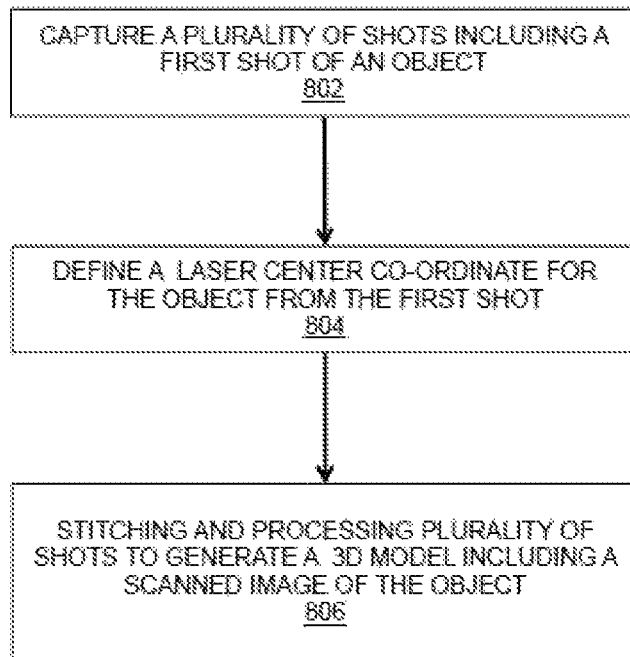 CAPTURE A PLURALITY OF SHOTS INCLUDING A
FIRST SHOT OF AN OBJECT
802
DEFINE A LASER CENTER CO-ORDINATE FOR
THE OBJECT FROM THE FIRST SHOT
804
STITCHING AND PROCESSING PLURALITY OF
SHOTS TO GENERATE A 3D MODEL INCLUDING A
SCANNED IMAGE OF THE OBJECT
806